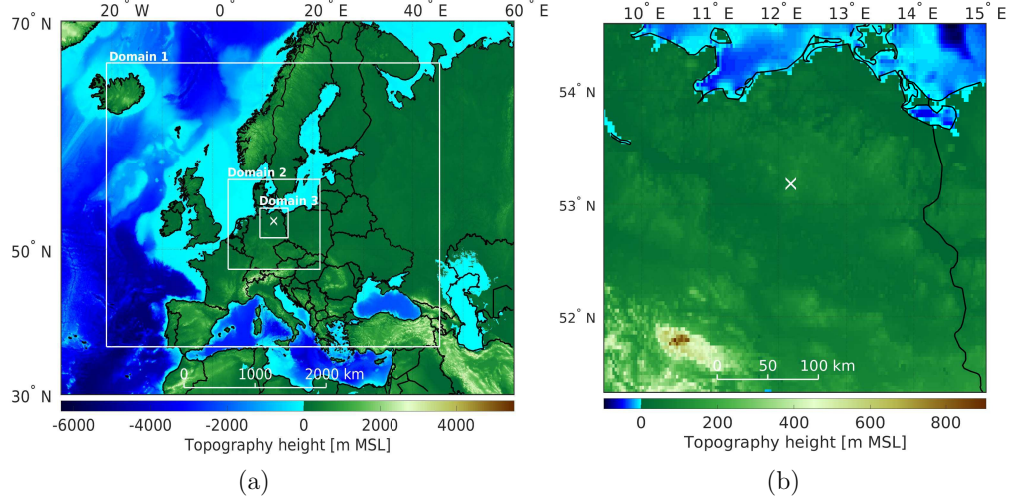 20° W 0° E 20° E 40° E 60° E
70° N
50° N
30° N
Domain 1
Domain 2
Domain 3
0 1000 2000 km
-6000 -4000 -2000 0 2000 4000
Topography height [m MSL]
(a)
10° E 11° E 12° E 13° E 14° E 15° E
54° N
53° N
52° N
0 50 100 km
0 200 400 600 800
Topography height [m MSL]
(b)